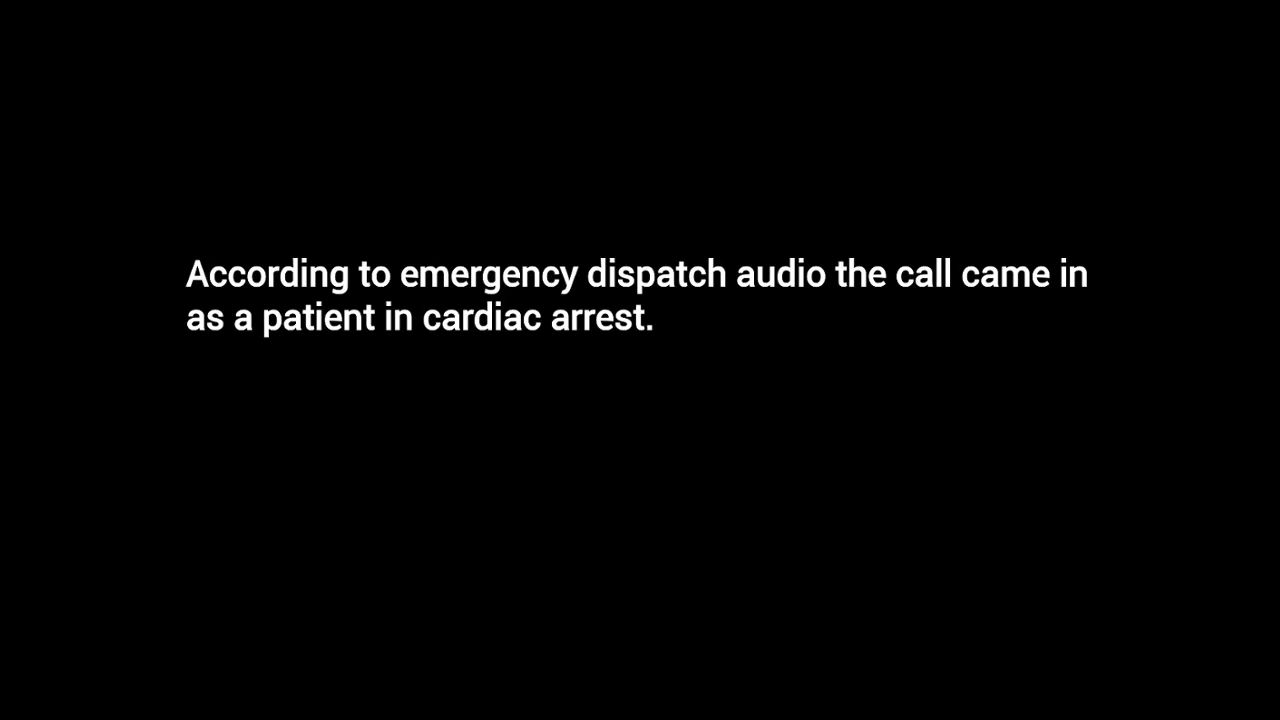 According to emergency dispatch audio the call came in
as a patient in cardiac arrest.